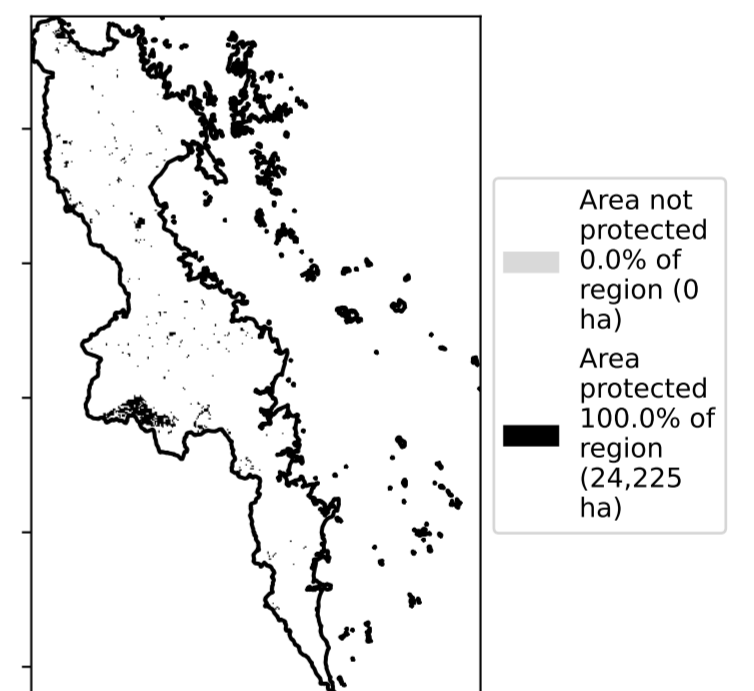 Area not
protected
0.0% of
region (0
ha)
Area
protected
100.0% of
region
(24,225
ha)